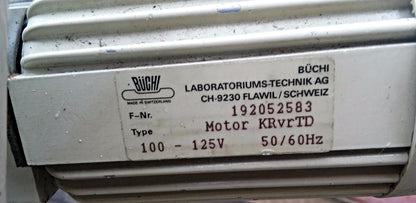 BÜCHI
BÜCHI
LABORATORIUMS-TECHNIK AG
MADE IN SWITZERLAND
CH-9230 FLAWIL/SCHWEIZ
F-Nr. 192052583
Type Motor KRvrTD
100 - 125V 50/60Hz